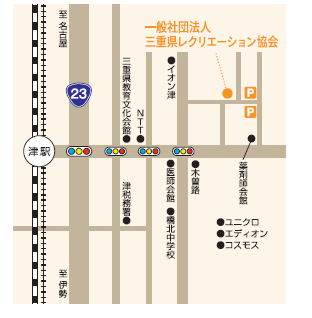 至 名古屋
一般社団法人
三重県レクリエーション協会
23
三重県教育文化会館
NTT
イオン津
P
P
津駅
津税務署
医師会館
橋北中学校
木曽路
薬剤師会館
ユニクロ
エディオン
コスモス
至 伊勢